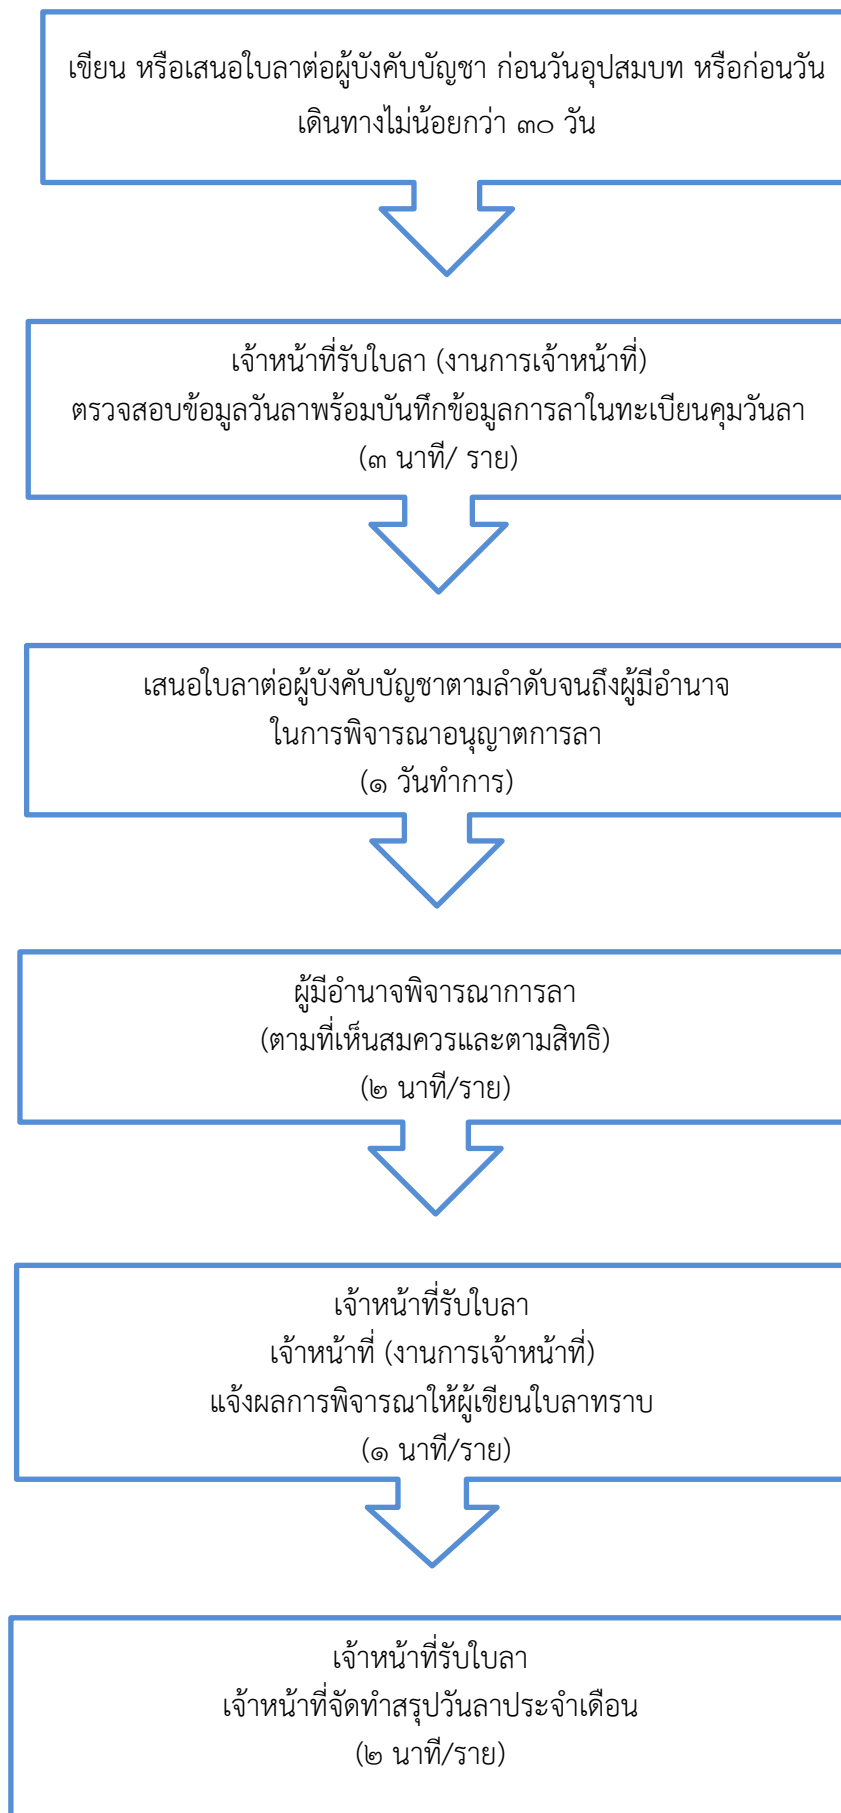 เขียน หรือเสนอใบลาต่อผู้บังคับบัญชา ก่อนวันอุปสมบท หรือก่อนวัน
เดินทางไม่น้อยกว่า ๓๐ วัน
เจ้าหน้าที่รับใบลา (งานการเจ้าหน้าที่)
ตรวจสอบข้อมูลวันลาพร้อมบันทึกข้อมูลการลาในทะเบียนคุมวันลา
(๓ นาที/ ราย)
เสนอใบลาต่อผู้บังคับบัญชาตามลำดับจนถึงผู้มีอำนาจ
ในการพิจารณาอนุญาตการลา
(๑ วันทำการ)
ผู้มีอำนาจพิจารณาการลา
(ตามที่เห็นสมควรและตามสิทธิ)
(๒ นาที/ราย)
เจ้าหน้าที่รับใบลา
เจ้าหน้าที่ (งานการเจ้าหน้าที่)
แจ้งผลการพิจารณาให้ผู้เขียนใบลาทราบ
(๑ นาที/ราย)
เจ้าหน้าที่รับใบลา
เจ้าหน้าที่จัดทำสรุปวันลาประจำเดือน
(๒ นาที/ราย)